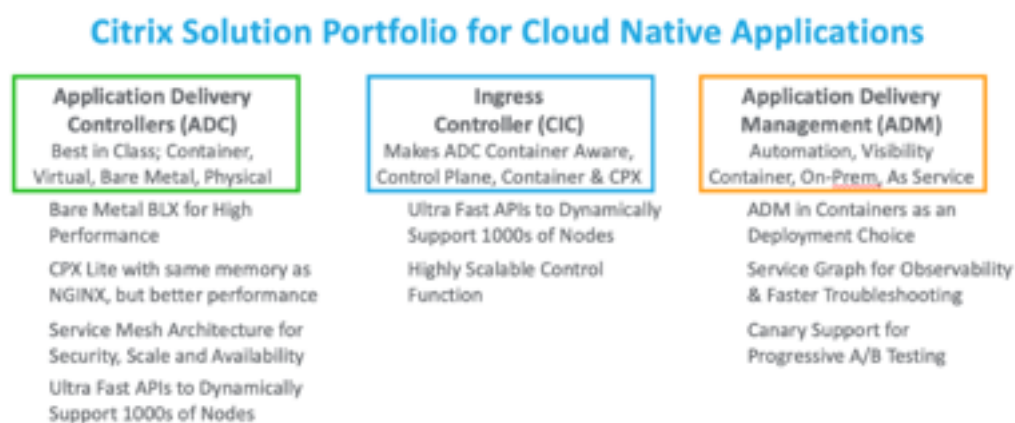 Citrix Solution Portfolio for Cloud Native Applications
Application Delivery
Controllers (ADC)
Best in Class; Container,
Virtual, Bare Metal, Physical
Bare Metal BLX for High
Performance
CPX Lite with same memory as
NGINX, but better performance
Service Mesh Architecture for
Security, Scale and Availability
Ultra Fast APIs to Dynamically
Support 1000s of Nodes
Ingress
Controller (CIC)
Makes ADC Container Aware,
Control Plane, Container & CPX
Ultra Fast APIs to Dynamically
Support 1000s of Nodes
Highly Scalable Control
Function
Application Delivery
Management (ADM)
Automation, Visibility
Container, On-Prem, As Service
ADM in Containers as an
Deployment Choice
Service Graph for Observability
& Faster Troubleshooting
Canary Support for
Progressive A/B Testing